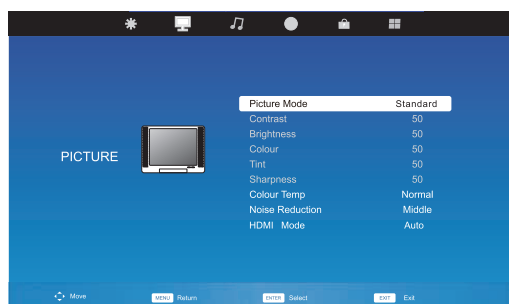 PICTURE
Picture Mode Standard
Contrast 50
Brightness 50
Colour 50
Tint 50
Sharpness 50
Colour Temp Normal
Noise Reduction Middle
HDMI Mode Auto
Move MENU Return ENTER Select EXIT Exit